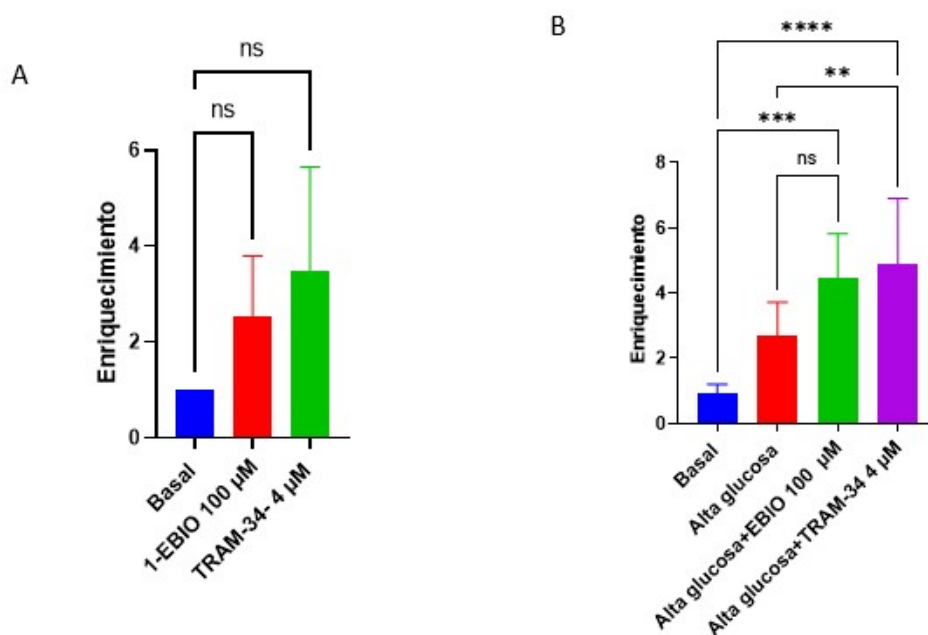 A
ns
ns
Enriquecimiento
6
4
2
0
Basal
1-EBIO 100 µM
TRAM-34- 4 µM
B
****
**
***
ns
Enriquecimiento
8
6
4
2
0
Basal
Alta glucosa
Alta glucosa+EBIO 100 µM
Alta glucosa+TRAM-34 4 µM